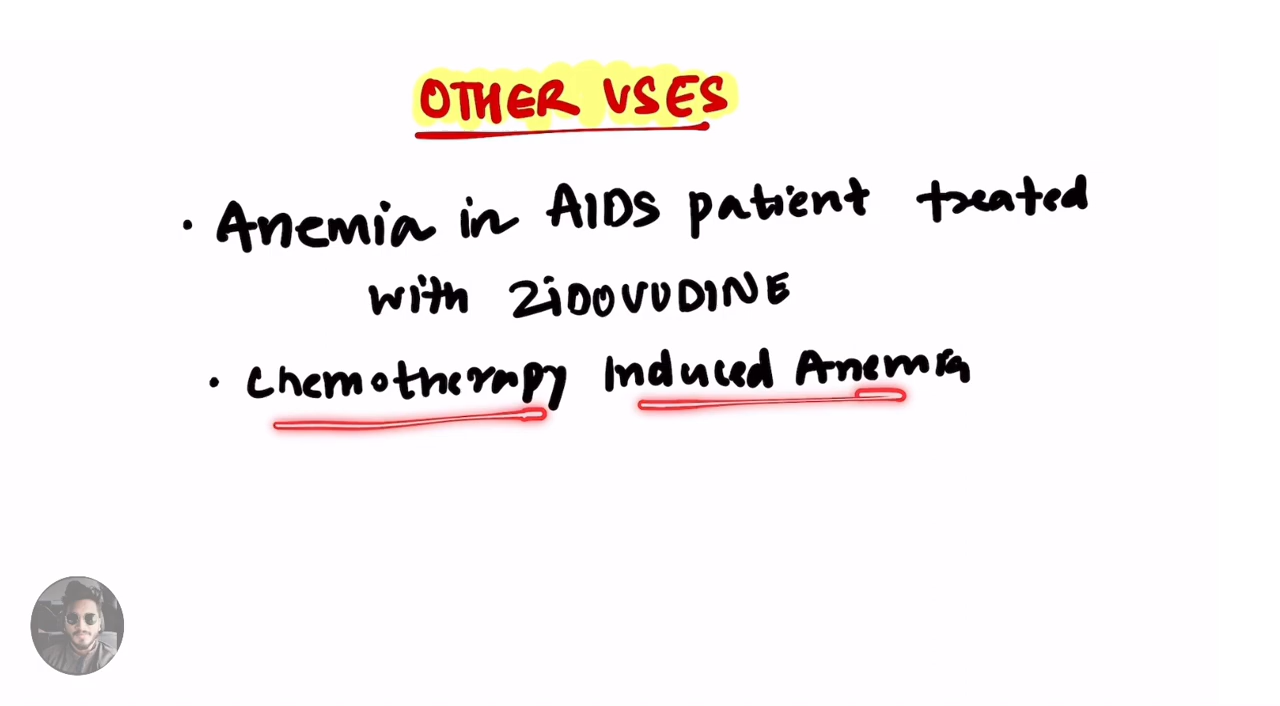 OTHER USES
• Anemia in AIDS patient treated
with ZiDOVUDINE
• Chemotherapy Induced Anemia